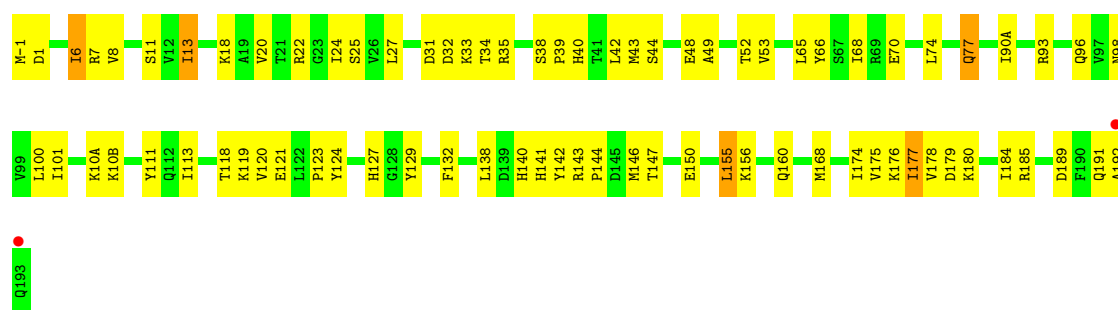 M-1 D1 I6 R7 V8 S11 V12 I13 K18 A19 V20 T21 R22 G23 I24 S25 V26 L27 D31 D32 K33 T34 R35 S38 P39 H40 T41 L42 M43 S44 E48 A49 T52 V53 L65 Y66 S67 I68 R69 E70 L74 Q77 I90A R93 Q96 V97 N98
V99 L100 I101 K10A K10B Y111 Q112 I113 T118 K119 V120 E121 L122 P123 Y124 H127 G128 Y129 F132 L138 D139 H140 H141 Y142 R143 P144 D145 M146 T147 E150 L155 K156 Q160 M168 I174 V175 K176 I177 V178 D179 K180 I184 R185 D189 F190 Q191 A192
Q193